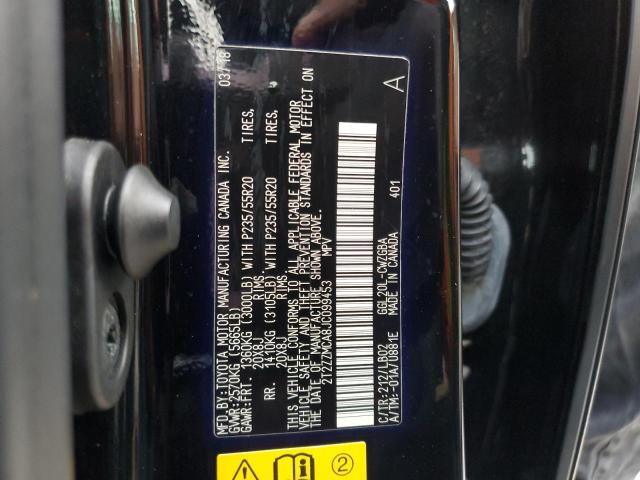 MFD.BY:TOYOTA MOTOR MANUFACTURING CANADA INC. 03/18
GVWR:2570KG (5665LB)
GAWR:FRT. 1360KG (3000LB) WITH P235/55R20 TIRES,
20X8J RIMS.
RR. 1410KG (3105LB) WITH P235/55R20 TIRES,
20X8J RIMS.
THIS VEHICLE CONFORMS TO ALL APPLICABLE FEDERAL MOTOR
VEHICLE SAFETY AND THEFT PREVENTION STANDARDS IN EFFECT ON
THE DATE OF MANUFACTURE SHOWN ABOVE.
2T2ZZMCA8JC099453 MPV
C/TR:212/LB02 GGL20L-CWZGBA
A/TM:-01A/U881E MADE IN CANADA 401 A
2